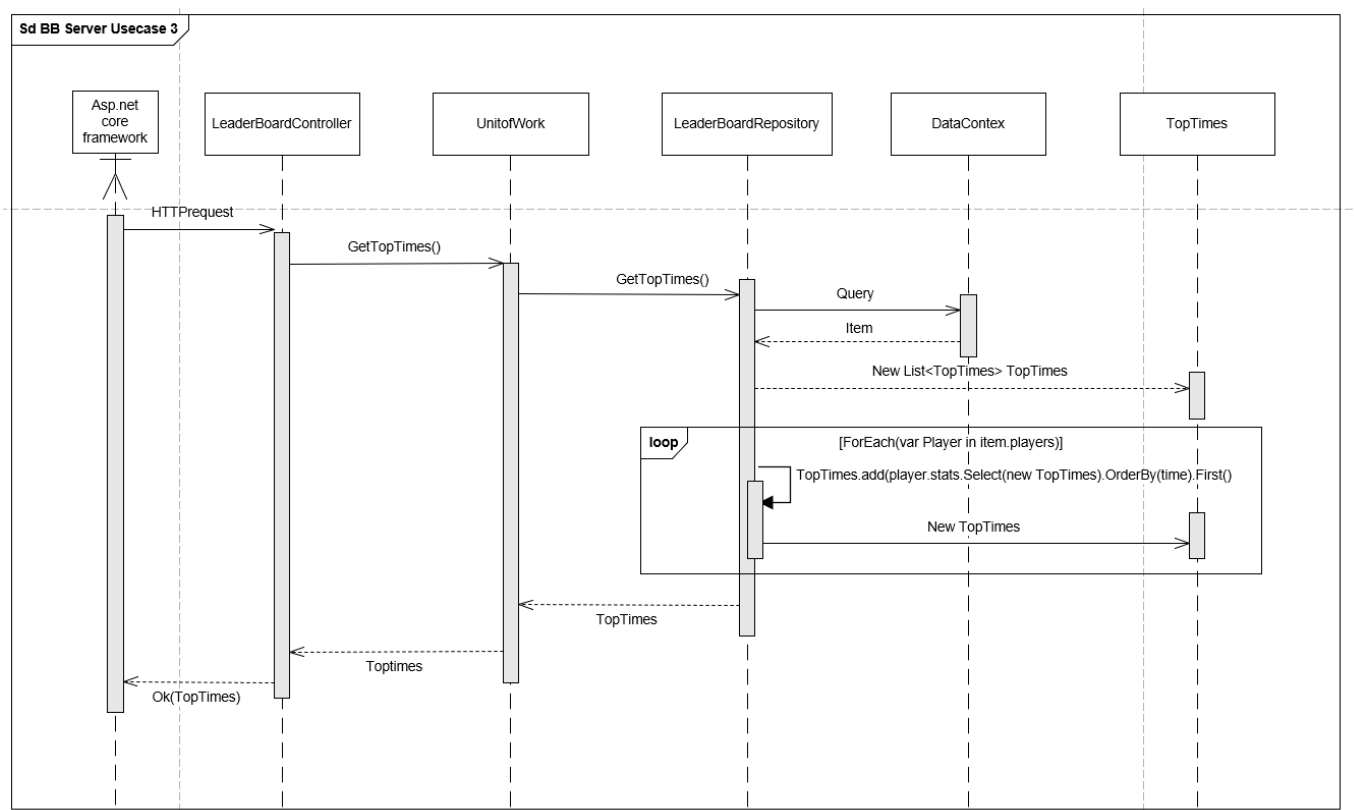 Sd BB Server Usecase 3
Asp.net
core
framework
LeaderBoardController
UnitofWork
LeaderBoardRepository
DataContex
TopTimes
HTTPrequest
GetTopTimes()
GetTopTimes()
Query
Item
New List<TopTimes> TopTimes
loop
[ForEach(var Player in item.players)]
TopTimes.add(player.stats.Select(new TopTimes).OrderBy(time).First()
New TopTimes
TopTimes
Toptimes
Ok(TopTimes)